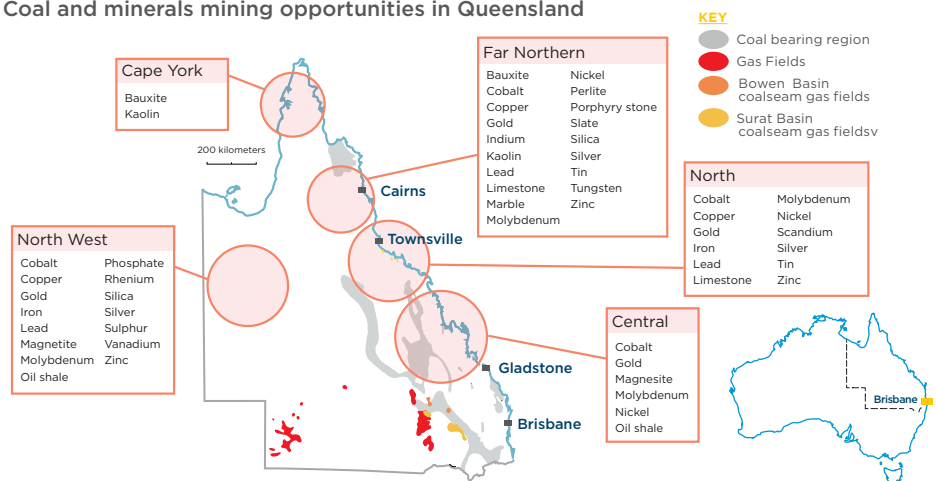 Coal and minerals mining opportunities in Queensland
KEY
Coal bearing region
Gas Fields
Bowen Basin
coalseam gas fields
Surat Basin
coalseam gas fieldsv
Cape York
Bauxite
Kaolin
200 kilometers
Far Northern
Bauxite
Cobalt
Copper
Gold
Indium
Kaolin
Lead
Limestone
Marble
Molybdenum
Nickel
Perlite
Porphyry stone
Slate
Silica
Silver
Tin
Tungsten
Zinc
North
Cobalt
Copper
Gold
Iron
Lead
Limestone
Molybdenum
Nickel
Scandium
Silver
Tin
Zinc
Cairns
Townsville
North West
Cobalt
Copper
Gold
Iron
Lead
Magnetite
Molybdenum
Oil shale
Phosphate
Rhenium
Silica
Silver
Sulphur
Vanadium
Zinc
Central
Cobalt
Gold
Magnesite
Molybdenum
Nickel
Oil shale
Gladstone
Brisbane
Brisbane